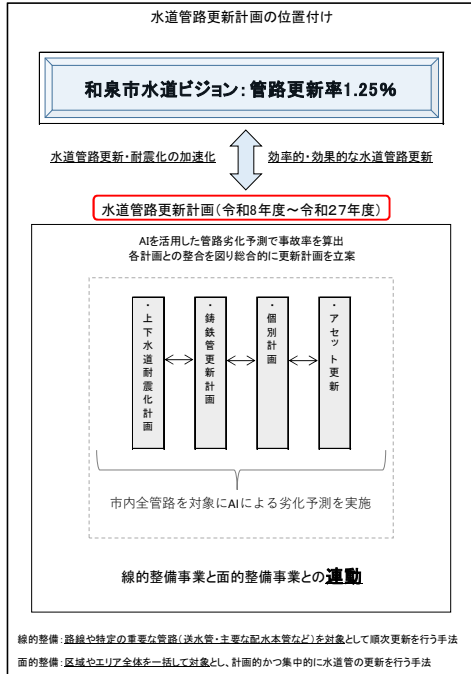 水道管路更新計画の位置付け
和泉市水道ビジョン：管路更新率1.25%
水道管路更新・耐震化の加速化
効率的・効果的な水道管路更新
水道管路更新計画（令和8年度～令和27年度）
AIを活用した管路劣化予測で事故率を算出
各計画との整合を図り総合的に更新計画を立案
・上下水道耐震化計画
・鋳鉄管更新計画
・個別計画
・アセット更新
市内全管路を対象にAIによる劣化予測を実施
線的整備事業と面的整備事業との連動
線的整備：路線や特定の重要な管路（送水管・主要な配水本管など）を対象として順次更新を行う手法
面的整備：区域やエリア全体を一括して対象とし、計画的かつ集中的に水道管の更新を行う手法